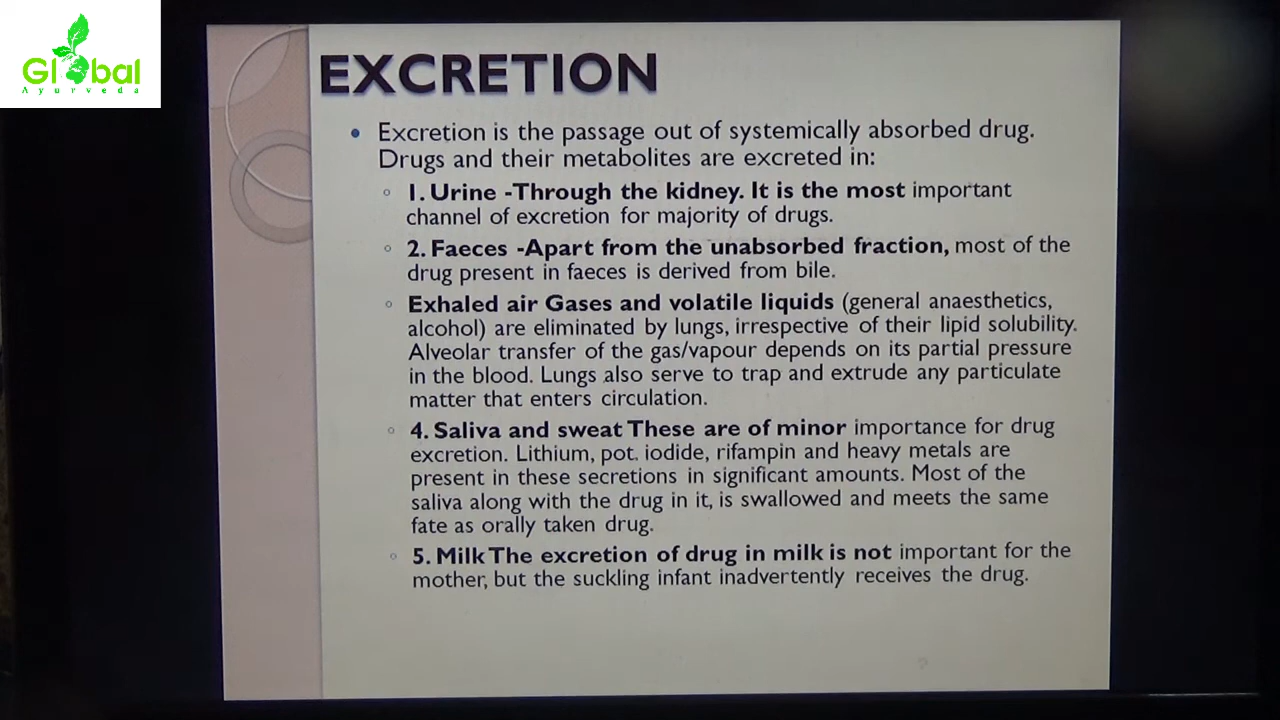 Global
Ayurveda
EXCRETION
• Excretion is the passage out of systemically absorbed drug.
Drugs and their metabolites are excreted in:
◦ 1. Urine -Through the kidney. It is the most important
channel of excretion for majority of drugs.
◦ 2. Faeces -Apart from the unabsorbed fraction, most of the
drug present in faeces is derived from bile.
◦ Exhaled air Gases and volatile liquids (general anaesthetics,
alcohol) are eliminated by lungs, irrespective of their lipid solubility.
Alveolar transfer of the gas/vapour depends on its partial pressure
in the blood. Lungs also serve to trap and extrude any particulate
matter that enters circulation.
◦ 4. Saliva and sweat These are of minor importance for drug
excretion. Lithium, pot. iodide, rifampin and heavy metals are
present in these secretions in significant amounts. Most of the
saliva along with the drug in it, is swallowed and meets the same
fate as orally taken drug.
◦ 5. Milk The excretion of drug in milk is not important for the
mother, but the suckling infant inadvertently receives the drug.